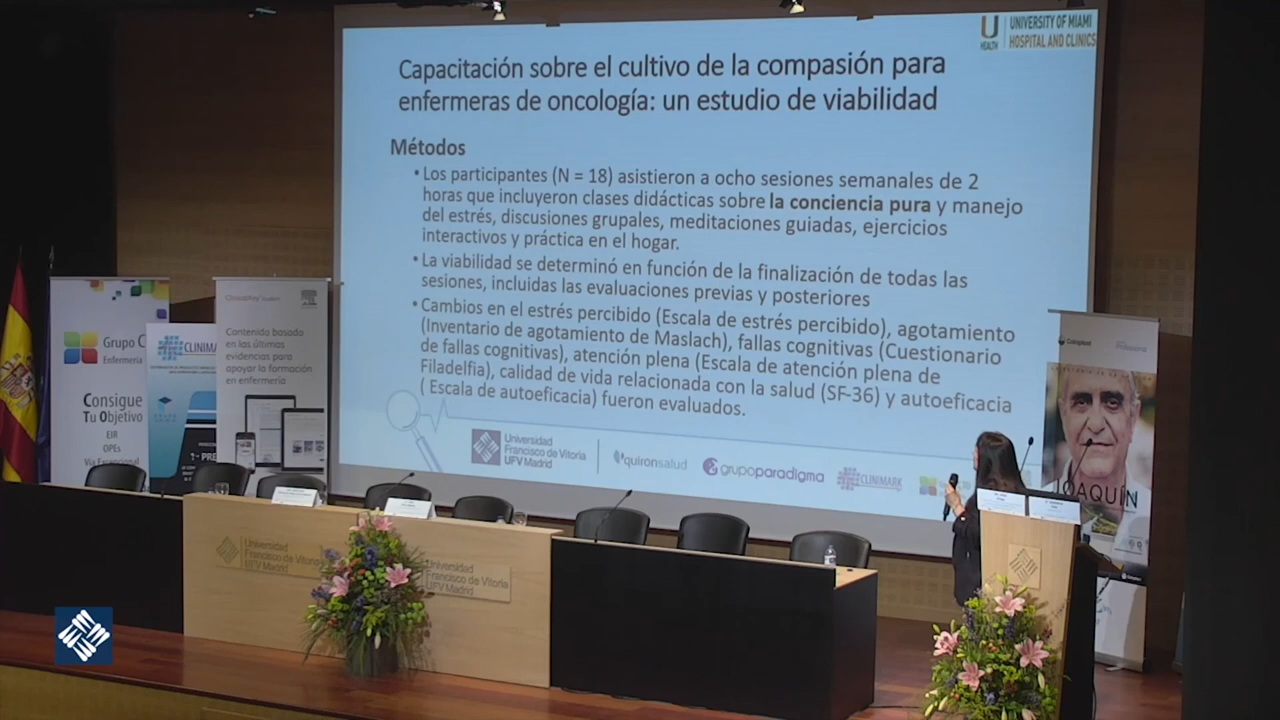 UNIVERSITY OF MIAMI
HOSPITAL AND CLINICS
HEALTH
Capacitación sobre el cultivo de la compasión para
enfermeras de oncología: un estudio de viabilidad
Métodos
• Los participantes (N = 18) asistieron a ocho sesiones semanales de 2
horas que incluyeron clases didácticas sobre la conciencia pura y manejo
del estrés, discusiones grupales, meditaciones guiadas, ejercicios
interactivos y práctica en el hogar.
• La viabilidad se determinó en función de la finalización de todas las
sesiones, incluidas las evaluaciones previas y posteriores
• Cambios en el estrés percibido (Escala de estrés percibido), agotamiento
(Inventario de agotamiento de Maslach), fallas cognitivas (Cuestionario
de fallas cognitivas), atención plena (Escala de atención plena de
Filadelfia), calidad de vida relacionada con la salud (SF-36) y autoeficacia
( Escala de autoeficacia) fueron evaluados.
Universidad
Francisco de Vitoria
UFV Madrid
quironsalud
grupoparadigma
CLINIMARK
Grupo C
Enfermería
Consigue
Tu Objetivo
EIR
OPEs
Vía Excepcional
CLINIMA
Contenido basado
en las últimas
evidencias para
apoyar la formación
en enfermería
Coloplast
JOAQUÍN
Universidad
Francisco de Vitoria
UFV Madrid
Universidad
Francisco de Vitoria
UFV Madrid